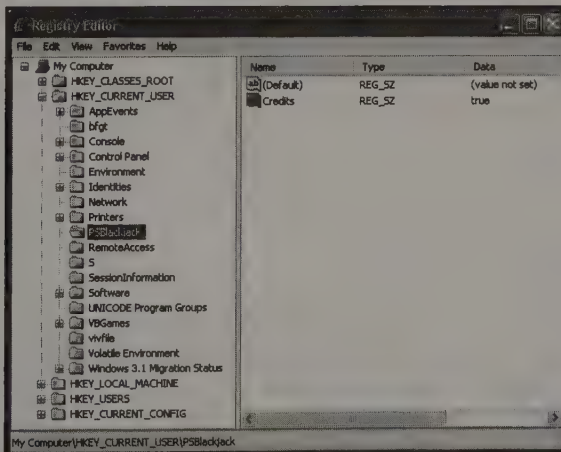 Registry Editor
File Edit View Favorites Help
My Computer
HKEY_CLASSES_ROOT
HKEY_CURRENT_USER
AppEvents
bfgt
Console
Control Panel
Environment
Identities
Network
Printers
PSBlackjack
RemoteAccess
S
SessionInformation
Software
UNICODE Program Groups
VBGames
vivfile
Volatile Environment
Windows 3.1 Migration Status
HKEY_LOCAL_MACHINE
HKEY_USERS
HKEY_CURRENT_CONFIG
Name Type Data
ab (Default) REG_SZ (value not set)
Credits REG_SZ true
My Computer\HKEY_CURRENT_USER\PSBlackjack